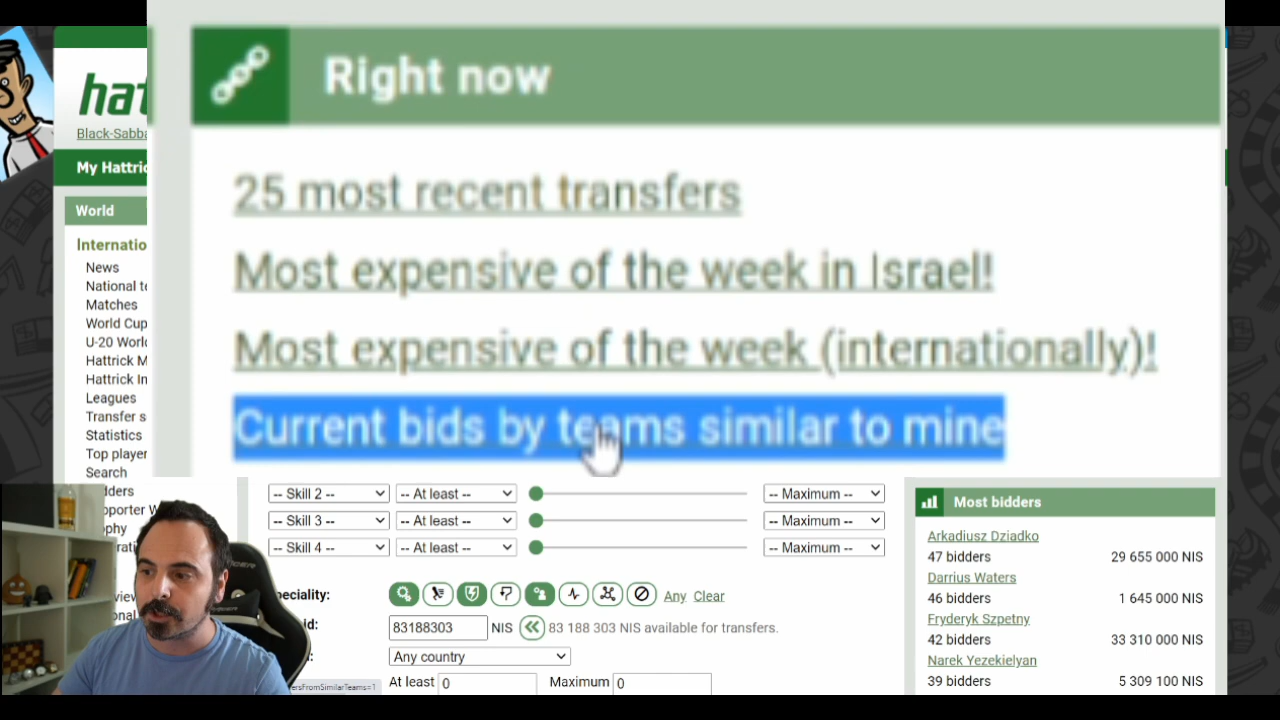 Right now
25 most recent transfers
Most expensive of the week in Israel!
Most expensive of the week (internationally)!
Current bids by teams similar to mine
hat
Black-Sabba
My Hattric
World
Internatio
News
National t
Matches
World Cup
U-20 World
Hattrick M
Hattrick In
Leagues
Transfer s
Statistics
Top player
Search
dders
pporter W
ophy
-- Skill 2 -- -- At least -- -- Maximum --
-- Skill 3 -- -- At least -- -- Maximum --
-- Skill 4 -- -- At least -- -- Maximum --
peciality: Any Clear
id: 83188303 NIS 83 188 303 NIS available for transfers.
Any country
At least 0 Maximum 0
ersFromSimilarTeams=1
Most bidders
Arkadiusz Dziadko
47 bidders 29 655 000 NIS
Darrius Waters
46 bidders 1 645 000 NIS
Fryderyk Szpetny
42 bidders 33 310 000 NIS
Narek Yezekielyan
39 bidders 5 309 100 NIS